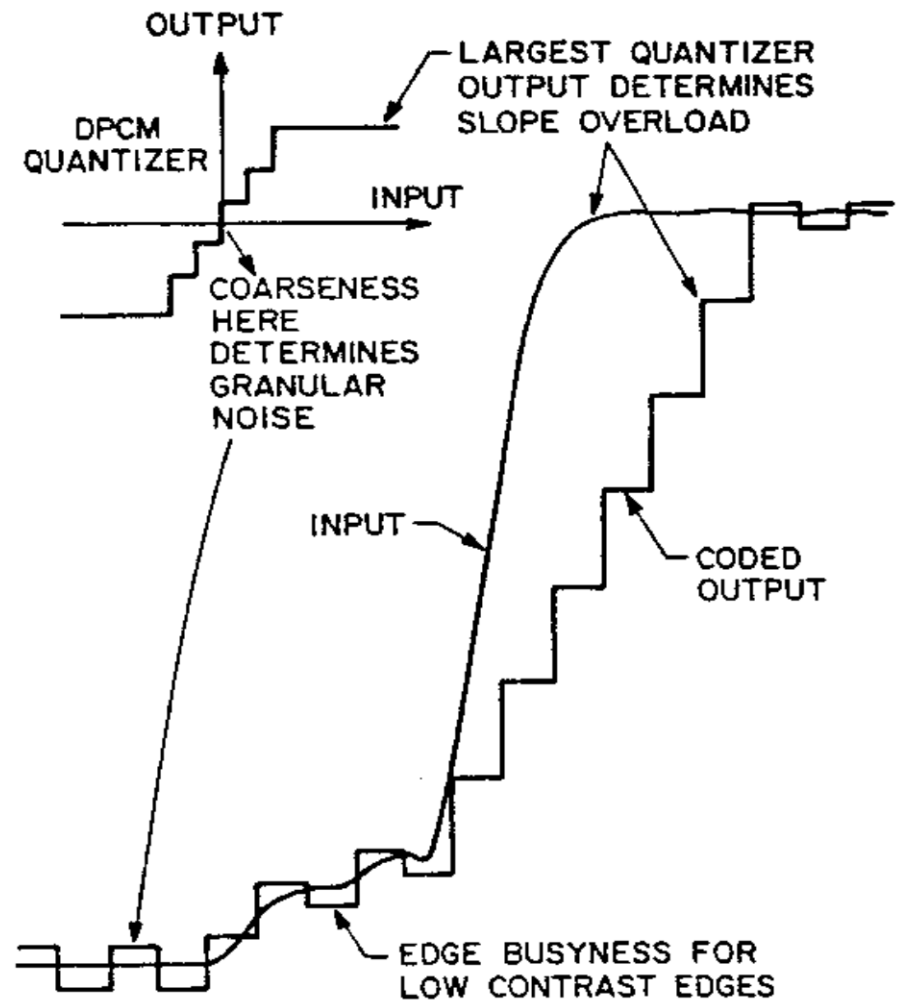 OUTPUT
LARGEST QUANTIZER
OUTPUT DETERMINES
SLOPE OVERLOAD
DPCM
QUANTIZER
INPUT
COARSENESS
HERE
DETERMINES
GRANULAR
NOISE
INPUT
CODED
OUTPUT
EDGE BUSYNESS FOR
LOW CONTRAST EDGES